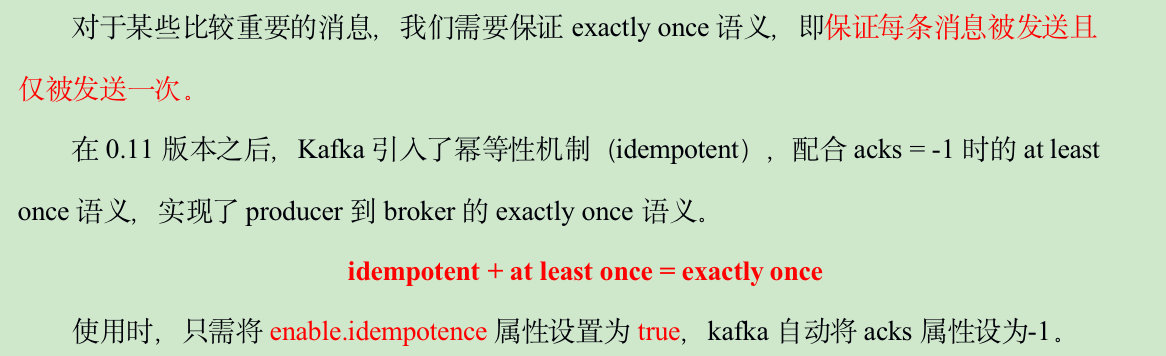 对于某些比较重要的消息，我们需要保证 exactly once 语义，即保证每条消息被发送且
仅被发送一次。
在 0.11 版本之后，Kafka 引入了幂等性机制（idempotent），配合 acks = -1 时的 at least
once 语义，实现了 producer 到 broker 的 exactly once 语义。
idempotent + at least once = exactly once
使用时，只需将 enable.idempotence 属性设置为 true，kafka 自动将 acks 属性设为-1。